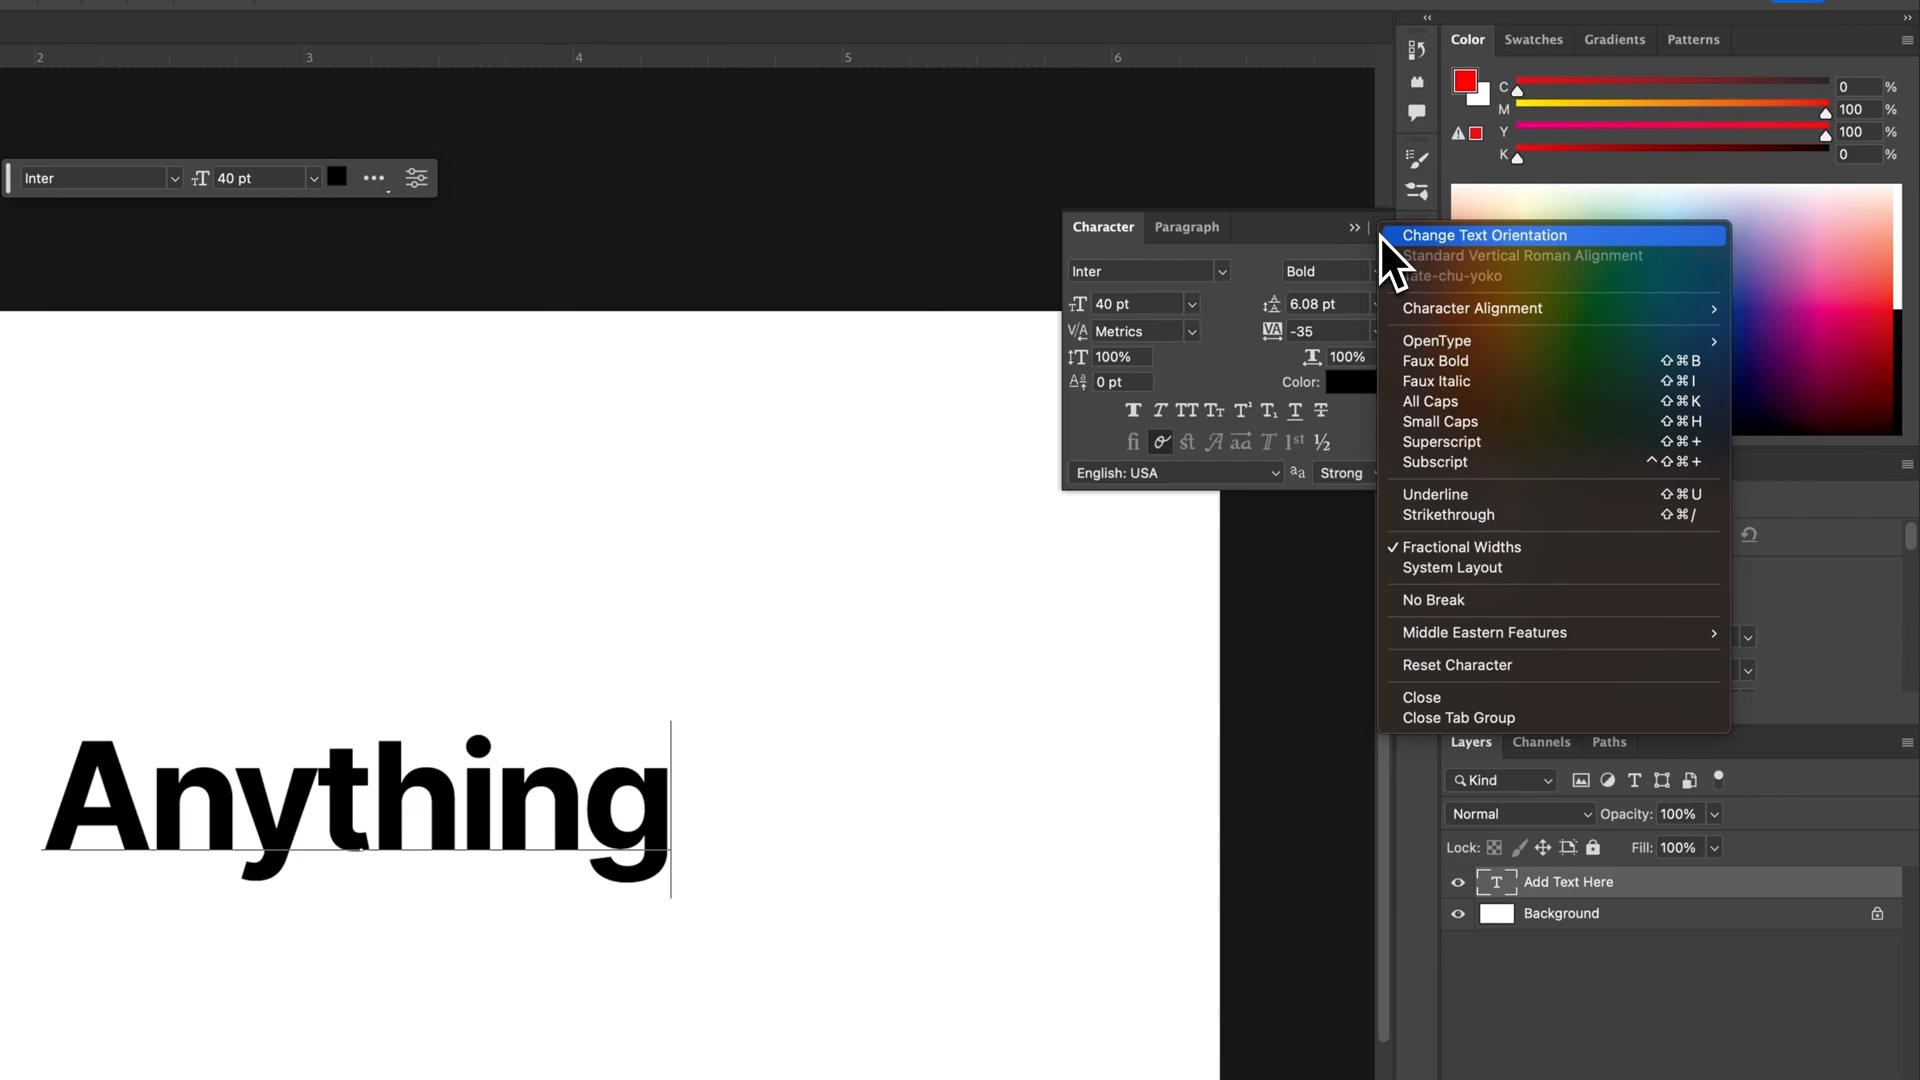 2 3 4 5 6
Color Swatches Gradients Patterns
C 0 %
M 100 %
Y 100 %
K 0 %
Inter 40 pt
Character Paragraph
Inter Bold
40 pt 6.08 pt
Metrics -35
100% 100%
0 pt Color:
English: USA aa Strong
Change Text Orientation
Standard Vertical Roman Alignment
Character Alignment
OpenType
Faux Bold ⇧⌘B
Faux Italic ⇧⌘I
All Caps ⇧⌘K
Small Caps ⇧⌘H
Superscript ⇧⌘+
Subscript ^⇧⌘+
Underline ⇧⌘U
Strikethrough ⇧⌘/
✓ Fractional Widths
System Layout
No Break
Middle Eastern Features
Reset Character
Close
Close Tab Group
Anything
Layers Channels Paths
Kind
Normal Opacity: 100%
Lock: Fill: 100%
T Add Text Here
Background